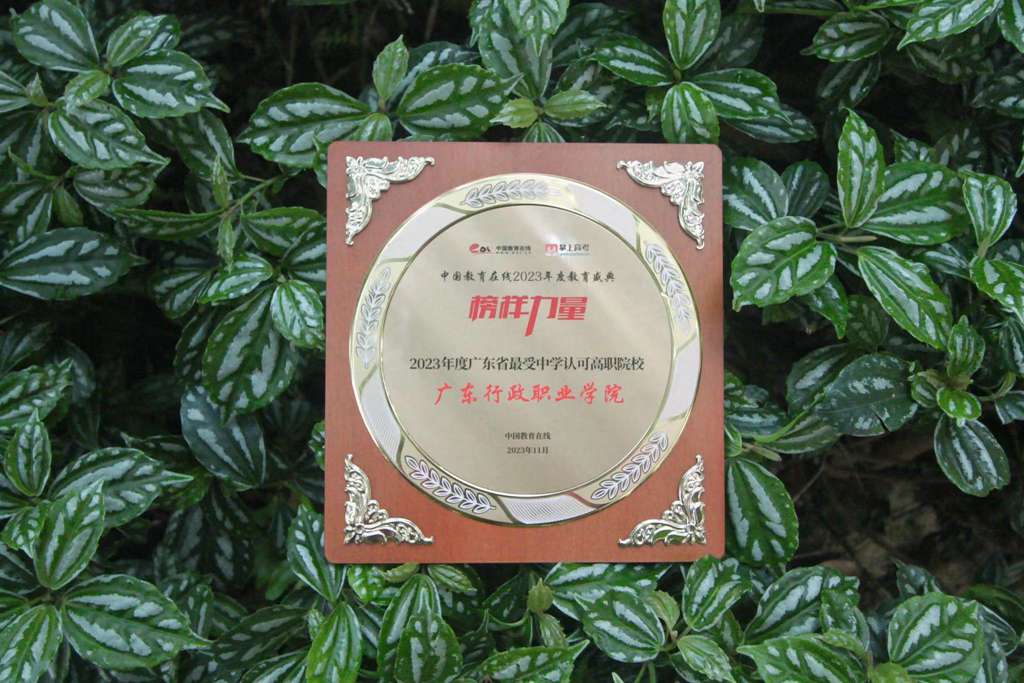 eol 中国教育在线 掌上高考
中国教育在线2023年度教育盛典
榜样力量
2023年度广东省最受中学认可高职院校
广东行政职业学院
中国教育在线
2023年11月